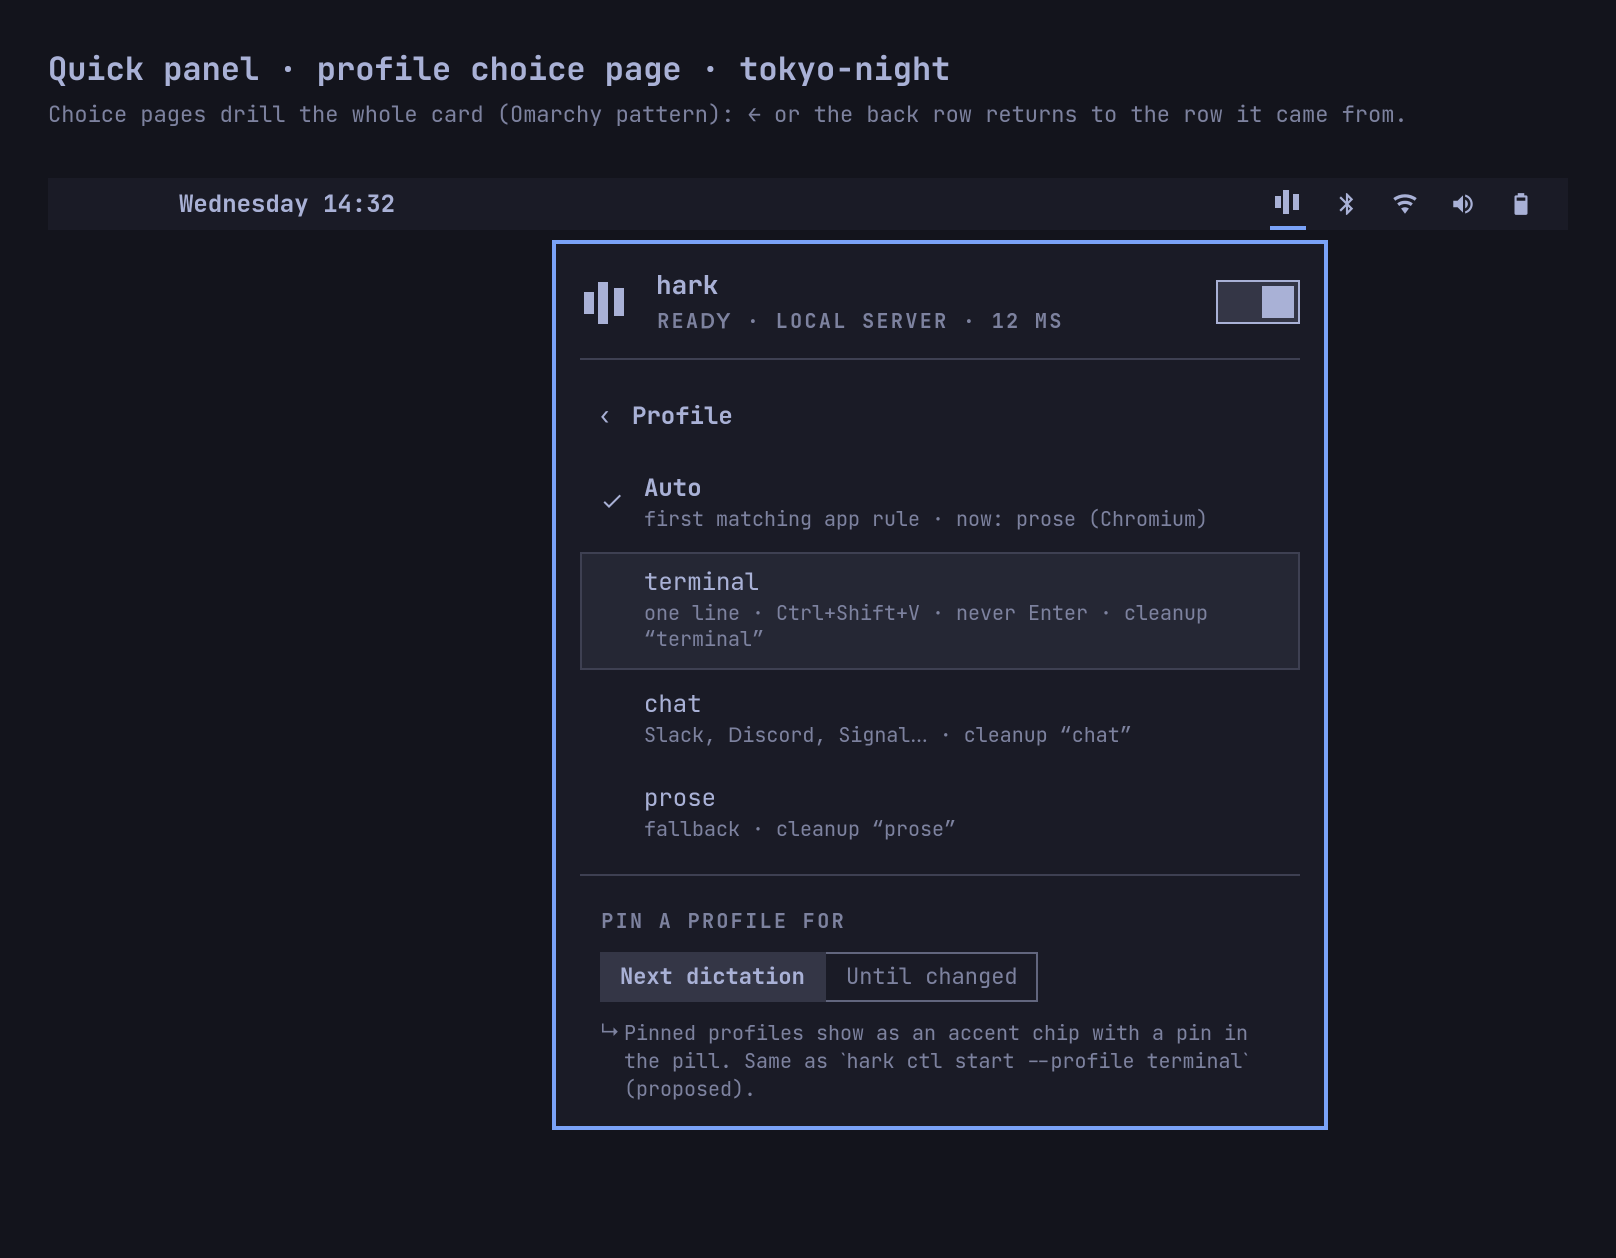 Quick panel · profile choice page · tokyo-night
Choice pages drill the whole card (Omarchy pattern): ← or the back row returns to the row it came from.
Wednesday 14:32
hark
READY · LOCAL SERVER · 12 MS
‹ Profile
Auto
first matching app rule · now: prose (Chromium)
terminal
one line · Ctrl+Shift+V · never Enter · cleanup
“terminal”
chat
Slack, Discord, Signal… · cleanup “chat”
prose
fallback · cleanup “prose”
PIN A PROFILE FOR
Next dictation Until changed
Pinned profiles show as an accent chip with a pin in
the pill. Same as `hark ctl start --profile terminal`
(proposed).